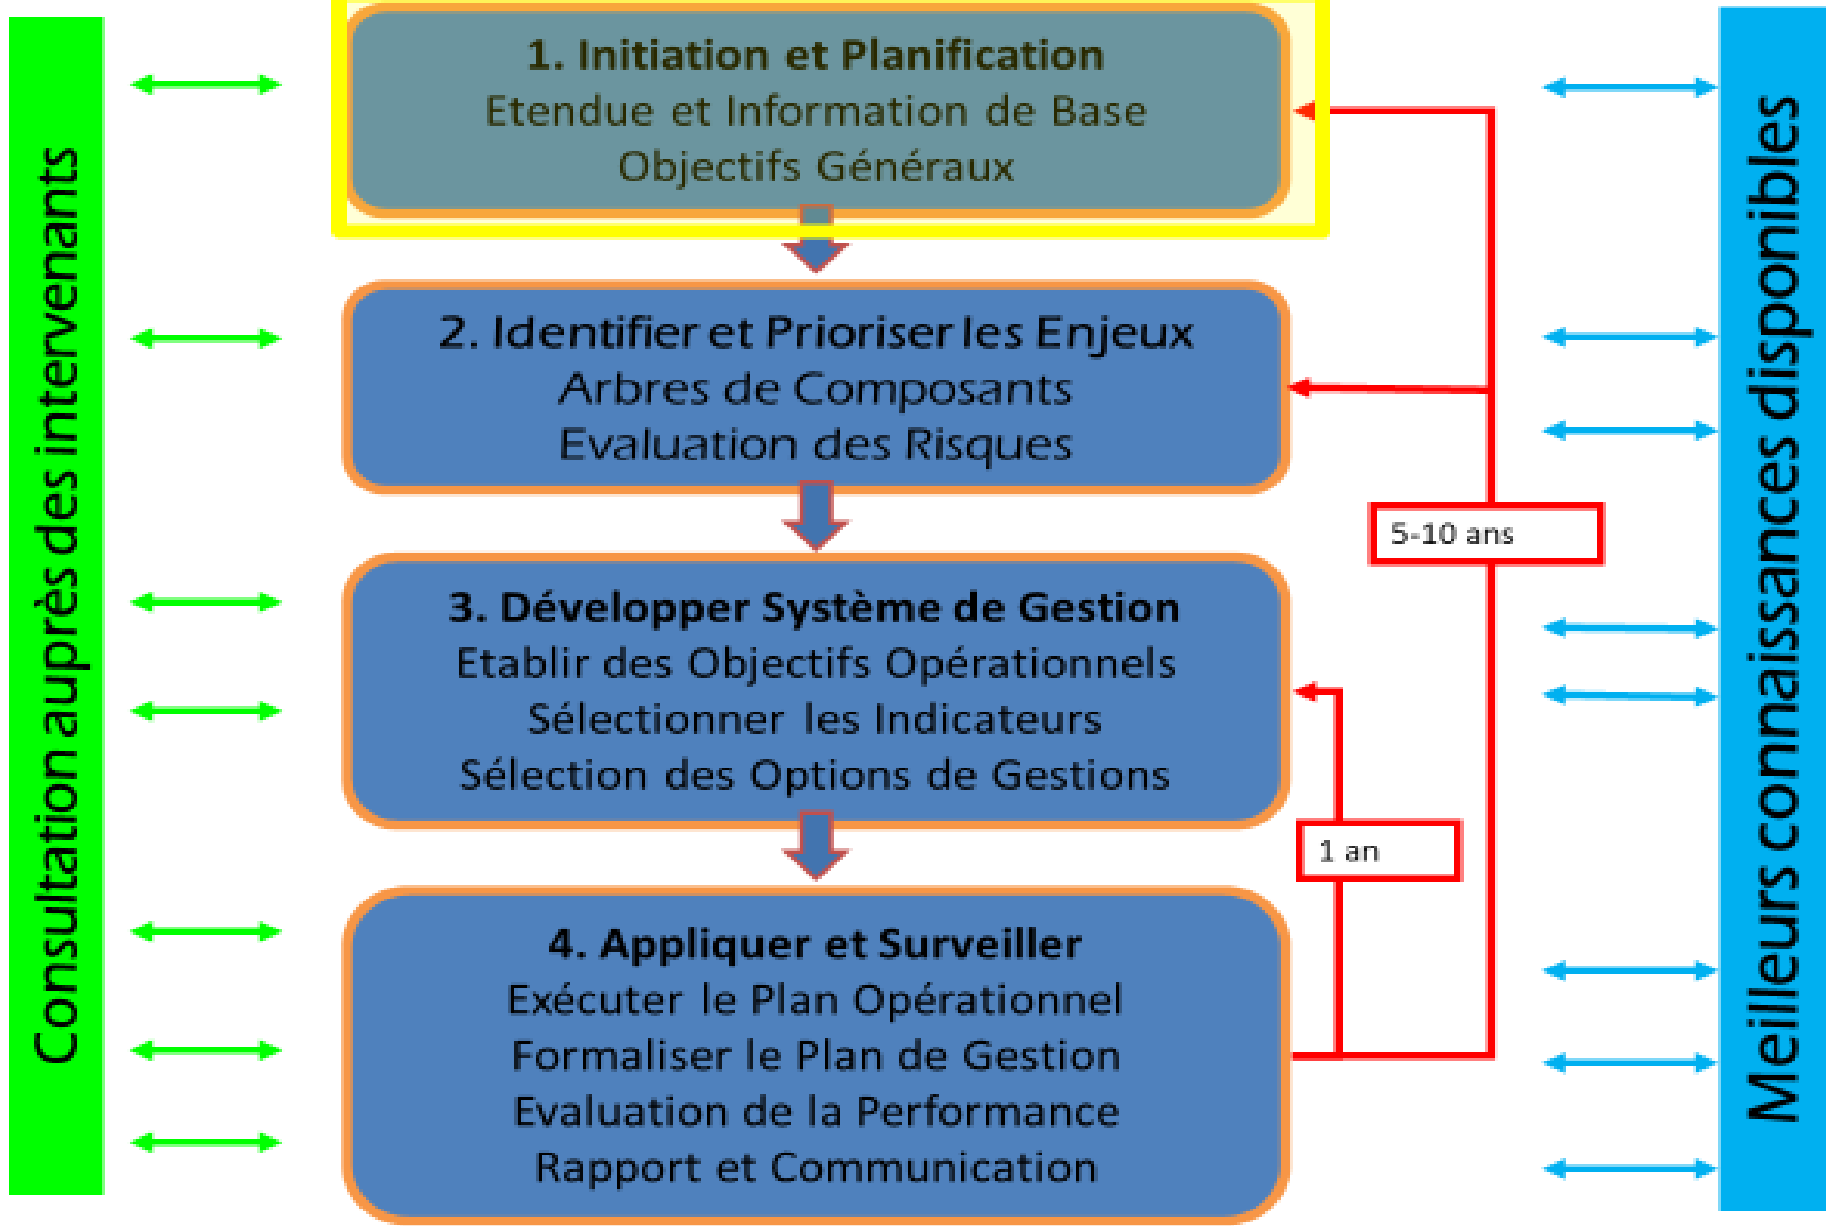 Consultation auprès des intervenants
1. Initiation et Planification
Etendue et Information de Base
Objectifs Généraux
2. Identifier et Prioriser les Enjeux
Arbres de Composants
Evaluation des Risques
5-10 ans
3. Développer Système de Gestion
Etablir des Objectifs Opérationnels
Sélectionner les Indicateurs
Sélection des Options de Gestions
1 an
4. Appliquer et Surveiller
Exécuter le Plan Opérationnel
Formaliser le Plan de Gestion
Evaluation de la Performance
Rapport et Communication
Meilleurs connaissances disponibles